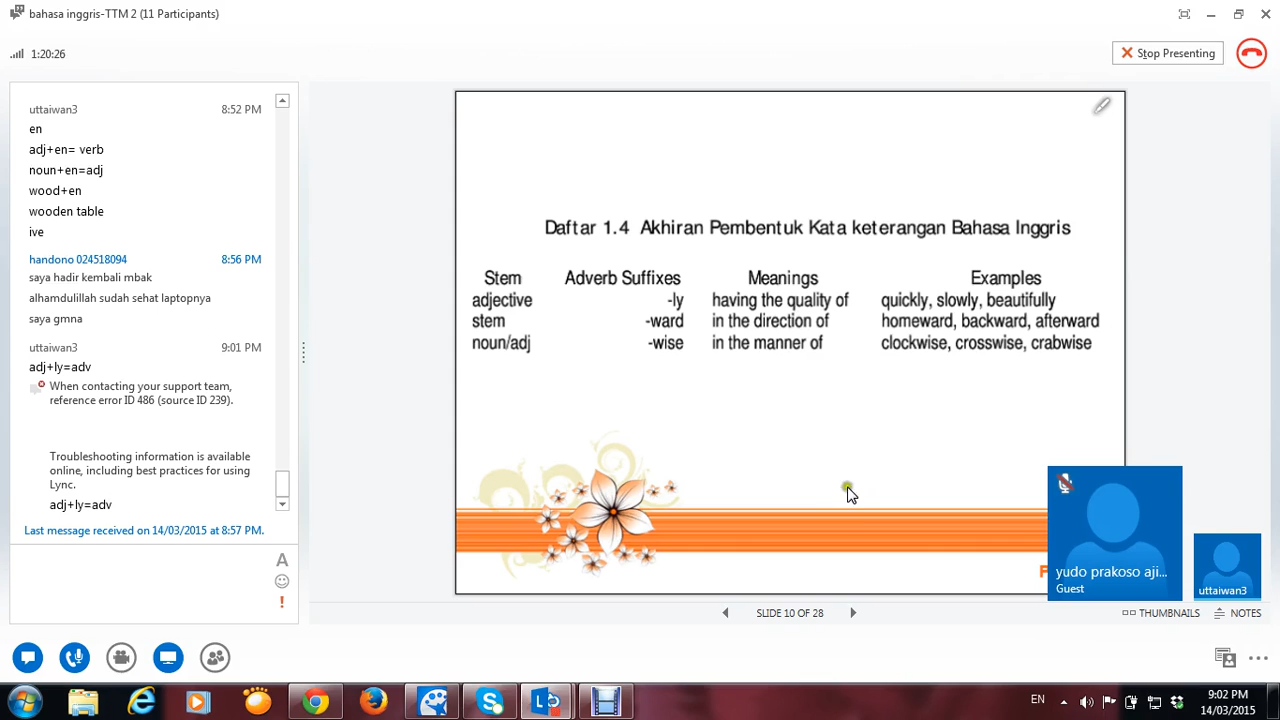 bahasa inggris-TTM 2 (11 Participants)
1:20:26
Stop Presenting
uttaiwan3 8:52 PM
en
adj+en= verb
noun+en=adj
wood+en
wooden table
ive
handono 024518094 8:56 PM
saya hadir kembali mbak
alhamdulillah sudah sehat laptopnya
saya gmna
uttaiwan3 9:01 PM
adj+ly=adv
When contacting your support team,
reference error ID 486 (source ID 239).
Troubleshooting information is available
online, including best practices for using
Lync.
adj+ly=adv
Last message received on 14/03/2015 at 8:57 PM.
A
!
Daftar 1.4 Akhiran Pembentuk Kata keterangan Bahasa Inggris
Stem Adverb Suffixes Meanings Examples
adjective -ly having the quality of quickly, slowly, beautifully
stem -ward in the direction of homeward, backward, afterward
noun/adj -wise in the manner of clockwise, crosswise, crabwise
yudo prakoso aji...
Guest
uttaiwan3
SLIDE 10 OF 28
THUMBNAILS
NOTES
EN
9:02 PM
14/03/2015